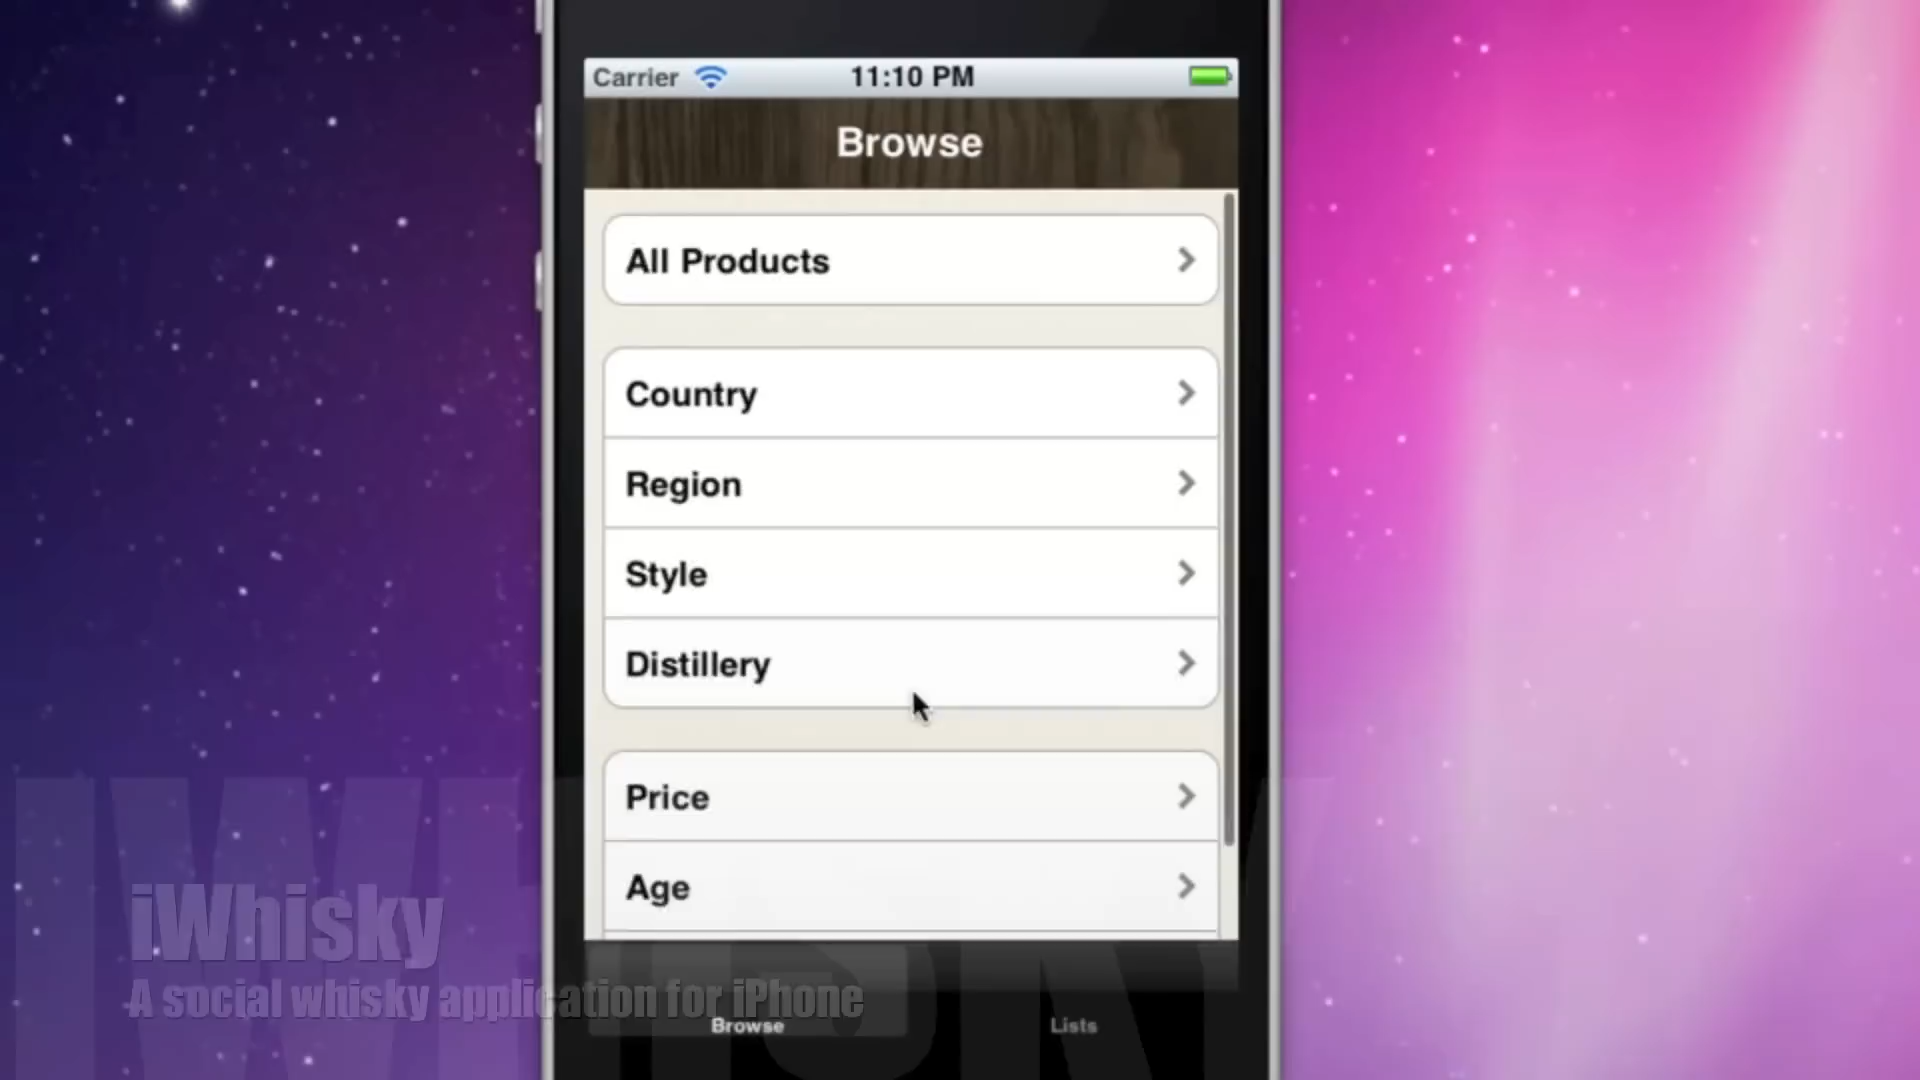 Carrier 11:10 PM
Browse
All Products
Country
Region
Style
Distillery
Price
Age
iWhisky
A social whisky application for iPhone
Browse Lists
IWHISKY